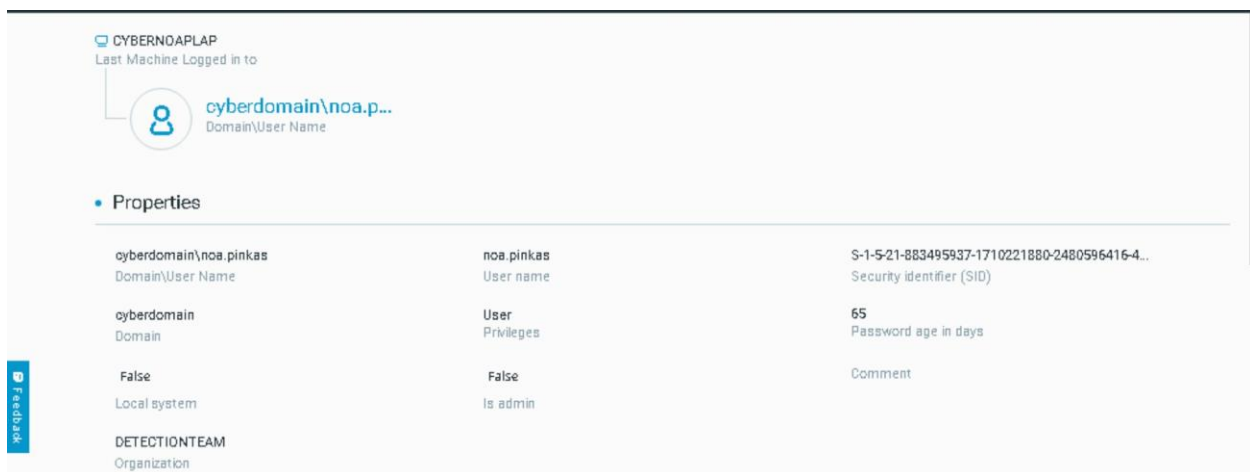 CYBERNOAPLAP
Last Machine Logged in to
cyberdomain\noa.p...
Domain\User Name
Properties
cyberdomain\noa.pinkas
Domain\User Name
noa.pinkas
User name
S-1-5-21-883495937-1710221880-2480596416-4...
Security identifier (SID)
cyberdomain
Domain
User
Privileges
65
Password age in days
False
Local system
False
Is admin
Comment
DETECTIONTEAM
Organization
Feedback